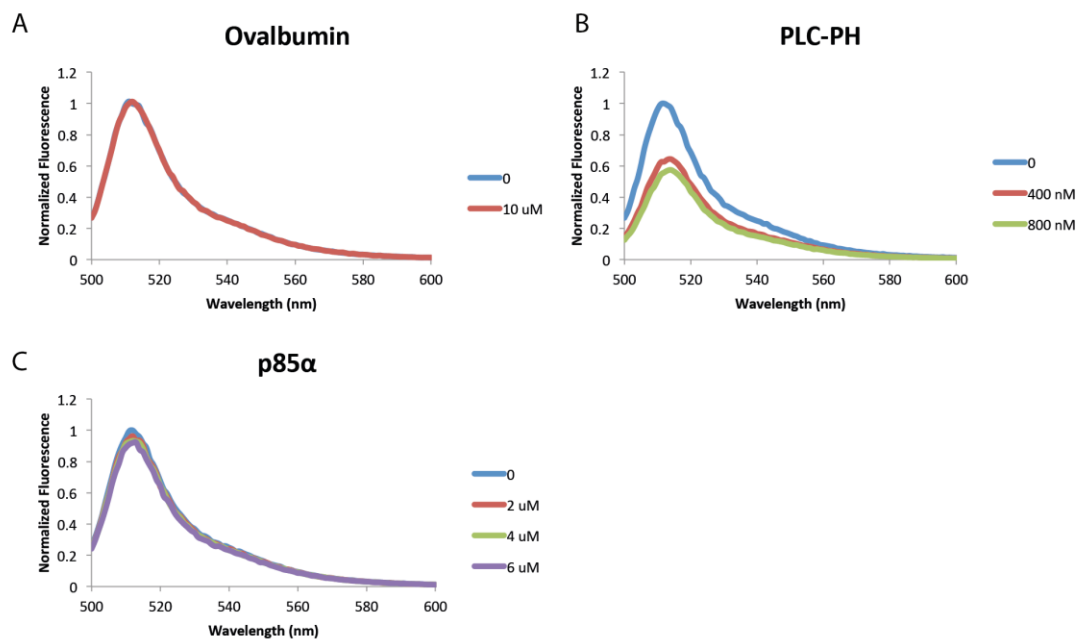 A
Ovalbumin
1.2
1
0.8
0.6
0.4
0.2
0
500 520 540 560 580 600
Normalized Fluorescence
Wavelength (nm)
0
10 uM
B
PLC-PH
1.2
1
0.8
0.6
0.4
0.2
0
500 520 540 560 580 600
Normalized Fluorescence
Wavelength (nm)
0
400 nM
800 nM
C
p85α
1.2
1
0.8
0.6
0.4
0.2
0
500 520 540 560 580 600
Normalized Fluorescence
Wavelength (nm)
0
2 uM
4 uM
6 uM